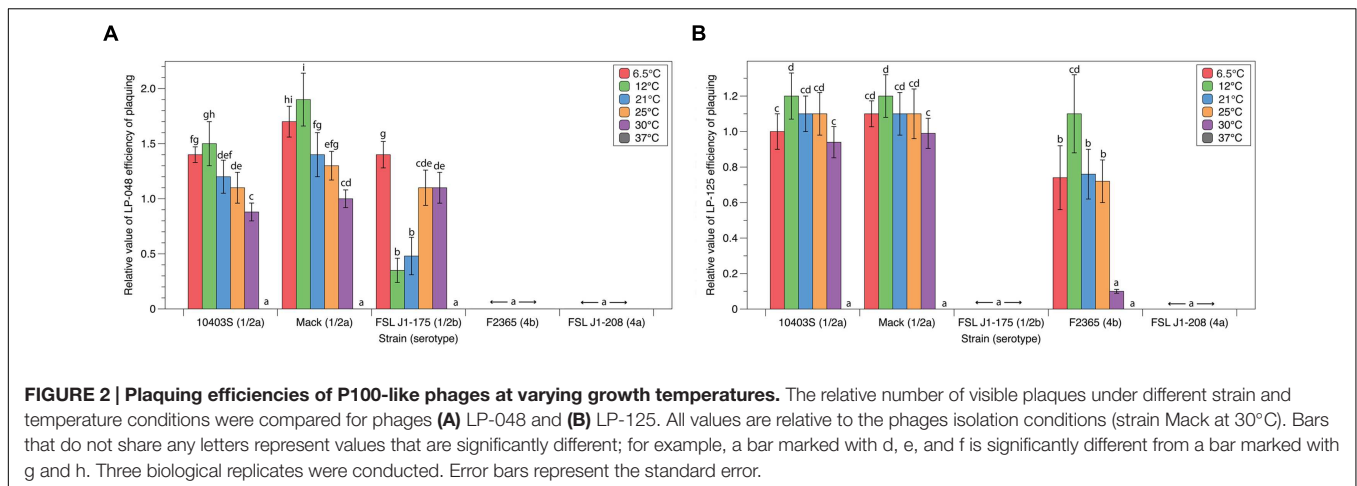 A
B
Relative value of LP-048 efficiency of plaquing
2.0
1.5
1.0
0.5
0
fg gh def de c a
hi i fg fg cd a
g b b cde de a
a
a
6.5°C
12°C
21°C
25°C
30°C
37°C
10403S (1/2a) Mack (1/2a) FSL J1-175 (1/2b) F2365 (4b) FSL J1-208 (4a)
Strain (serotype)
Relative value of LP-125 efficiency of plaquing
1.2
1.0
0.8
0.6
0.4
0.2
0
c d cd cd c a
cd d cd cd c a
a
b cd b b a a
a
6.5°C
12°C
21°C
25°C
30°C
37°C
10403S (1/2a) Mack (1/2a) FSL J1-175 (1/2b) F2365 (4b) FSL J1-208 (4a)
Strain (serotype)
FIGURE 2 | Plaquing efficiencies of P100-like phages at varying growth temperatures. The relative number of visible plaques under different strain and
temperature conditions were compared for phages (A) LP-048 and (B) LP-125. All values are relative to the phages isolation conditions (strain Mack at 30°C). Bars
that do not share any letters represent values that are significantly different; for example, a bar marked with d, e, and f is significantly different from a bar marked with
g and h. Three biological replicates were conducted. Error bars represent the standard error.